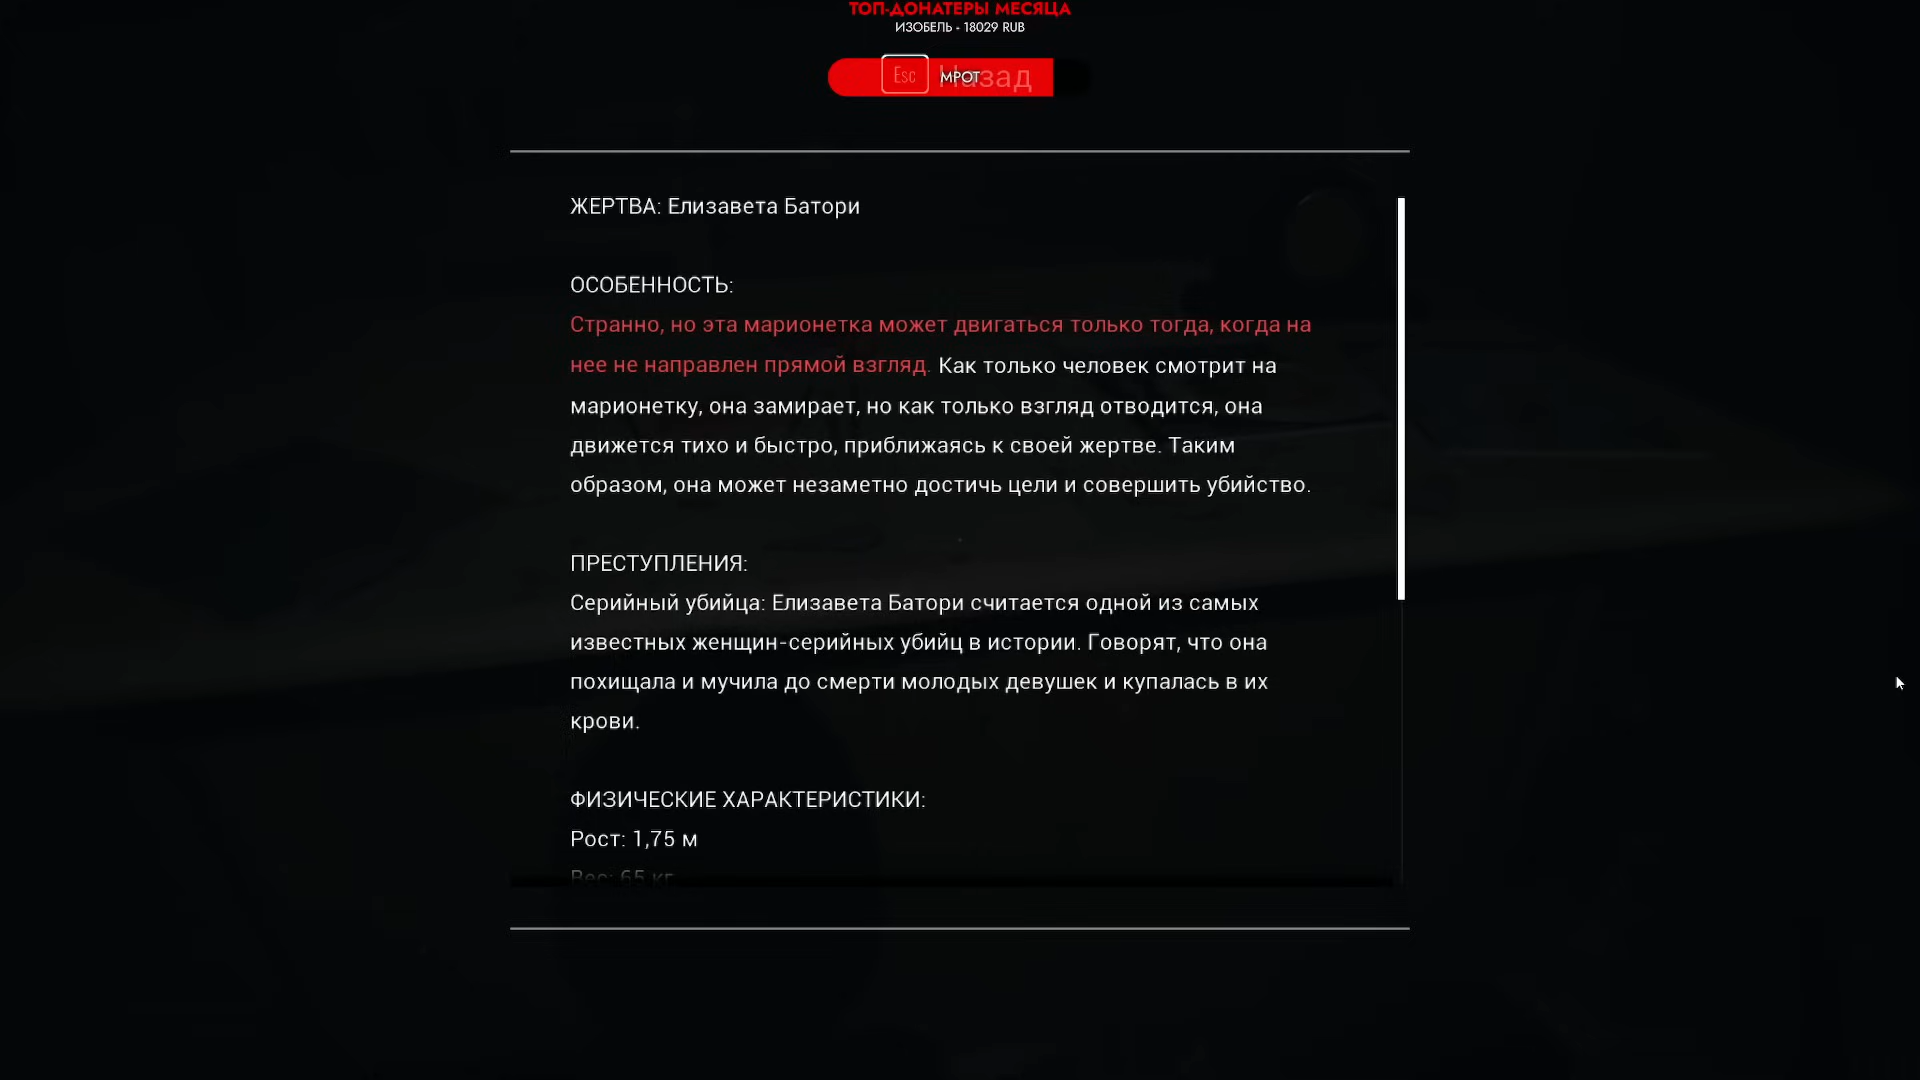 ТОП-ДОНАТЕРЫ МЕСЯЦА
ИЗОБЕЛЬ - 18029 RUB
Esc Назад
МРОТ
ЖЕРТВА: Елизавета Батори
ОСОБЕННОСТЬ:
Странно, но эта марионетка может двигаться только тогда, когда на
нее не направлен прямой взгляд. Как только человек смотрит на
марионетку, она замирает, но как только взгляд отводится, она
движется тихо и быстро, приближаясь к своей жертве. Таким
образом, она может незаметно достичь цели и совершить убийство.
ПРЕСТУПЛЕНИЯ:
Серийный убийца: Елизавета Батори считается одной из самых
известных женщин-серийных убийц в истории. Говорят, что она
похищала и мучила до смерти молодых девушек и купалась в их
крови.
ФИЗИЧЕСКИЕ ХАРАКТЕРИСТИКИ:
Рост: 1,75 м
Вес: 65 кг